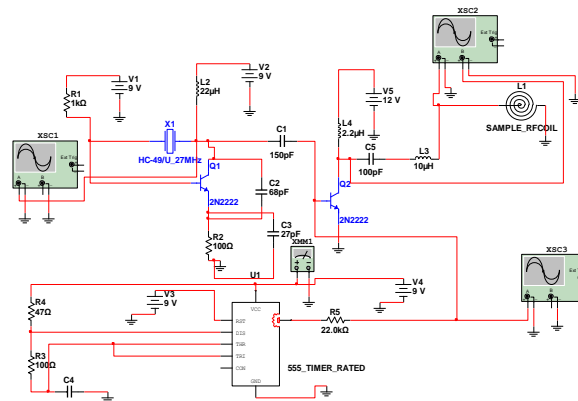 XSC2
Ext Trig
A
B
V1
9 V
V2
9 V
L2
22µH
V5
12 V
L1
SAMPLE_RFCOIL
R1
1kΩ
X1
HC-49/U_27MHz
L4
2.2µH
C1
150pF
C5
100pF
L3
10µH
XSC1
Ext Trig
A
B
Q1
2N2222
C2
68pF
Q2
2N2222
C3
27pF
R2
100Ω
XMM1
XSC3
Ext T
A
B
U1
V3
9 V
V4
9 V
R4
47Ω
R3
100Ω
C4
VCC
RST
DIS
THR
TRI
CON
GND
R5
22.0kΩ
555_TIMER_RATED